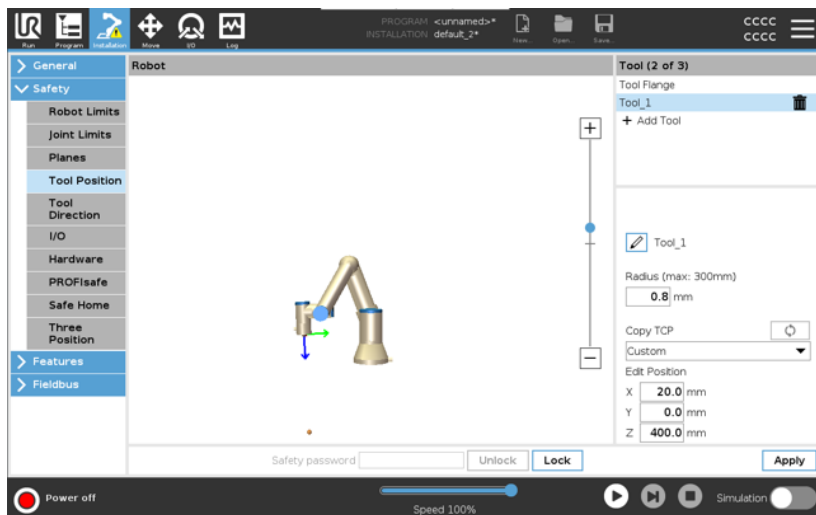 UR
Run
Program
Installation
Move
I/O
Log
PROGRAM <unnamed>*
INSTALLATION default_2*
New...
Open...
Save...
cccc
cccc
General
Safety
Robot Limits
Joint Limits
Planes
Tool Position
Tool
Direction
I/O
Hardware
PROFIsafe
Safe Home
Three
Position
Features
Fieldbus
Robot
+
−
Tool (2 of 3)
Tool Flange
Tool_1
+ Add Tool
Tool_1
Radius (max: 300mm)
0.8 mm
Copy TCP
Custom
Edit Position
X 20.0 mm
Y 0.0 mm
Z 400.0 mm
Safety password
Unlock
Lock
Apply
Power off
Speed 100%
Simulation